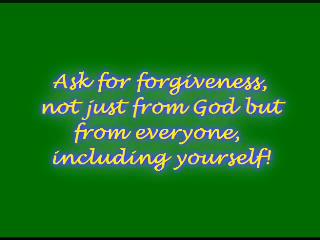 Ask for forgiveness,
not just from God but
from everyone,
including yourself!